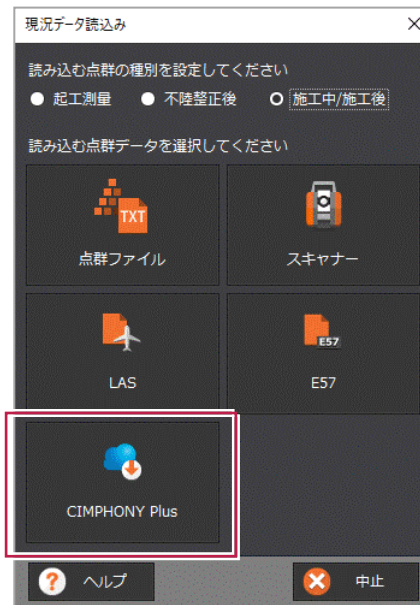 現況データ読込み
読み込む点群の種別を設定してください
起工測量 不陸整正後 施工中/施工後
読み込む点群データを選択してください
TXT
点群ファイル スキャナー
E57
LAS E57
CIMPHONY Plus
? ヘルプ 中止